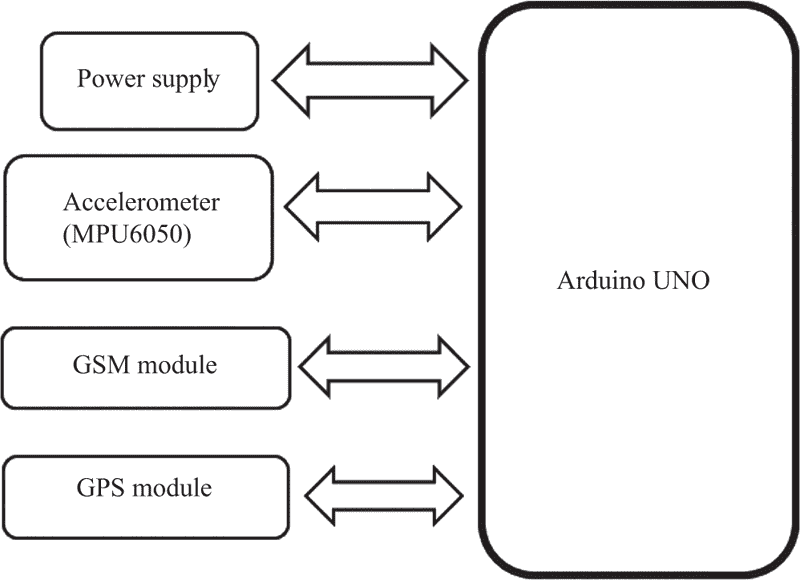 Power supply
Accelerometer
(MPU6050)
Arduino UNO
GSM module
GPS module